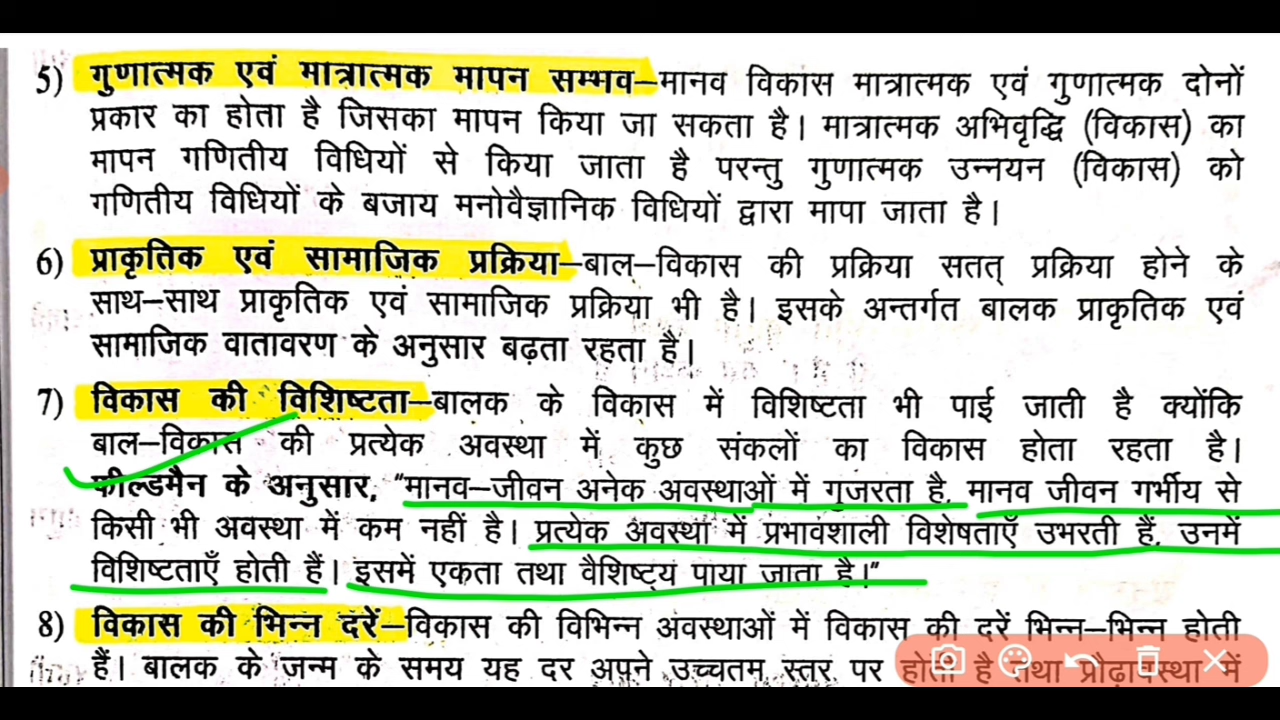 5) गुणात्मक एवं मात्रात्मक मापन सम्भव–मानव विकास मात्रात्मक एवं गुणात्मक दोनों
प्रकार का होता है जिसका मापन किया जा सकता है। मात्रात्मक अभिवृद्धि (विकास) का
मापन गणितीय विधियों से किया जाता है परन्तु गुणात्मक उन्नयन (विकास) को
गणितीय विधियों के बजाय मनोवैज्ञानिक विधियों द्वारा मापा जाता है।
6) प्राकृतिक एवं सामाजिक प्रक्रिया–बाल–विकास की प्रक्रिया सतत् प्रक्रिया होने के
साथ–साथ प्राकृतिक एवं सामाजिक प्रक्रिया भी है। इसके अन्तर्गत बालक प्राकृतिक एवं
सामाजिक वातावरण के अनुसार बढ़ता रहता है।
7) विकास की विशिष्टता–बालक के विकास में विशिष्टता भी पाई जाती है क्योंकि
बाल–विकास की प्रत्येक अवस्था में कुछ संकलों का विकास होता रहता है।
फील्डमैन के अनुसार, "मानव–जीवन अनेक अवस्थाओं में गुजरता है, मानव जीवन गर्भीय से
किसी भी अवस्था में कम नहीं है। प्रत्येक अवस्था में प्रभावशाली विशेषताएँ उभरती हैं, उनमें
विशिष्टताएँ होती हैं। इसमें एकता तथा वैशिष्ट्य पाया जाता है।"
8) विकास की भिन्न दरें–विकास की विभिन्न अवस्थाओं में विकास की दरें भिन्न–भिन्न होती
हैं। बालक के जन्म के समय यह दर अपने उच्चतम स्तर पर होती है तथा प्रौढ़ावस्था में